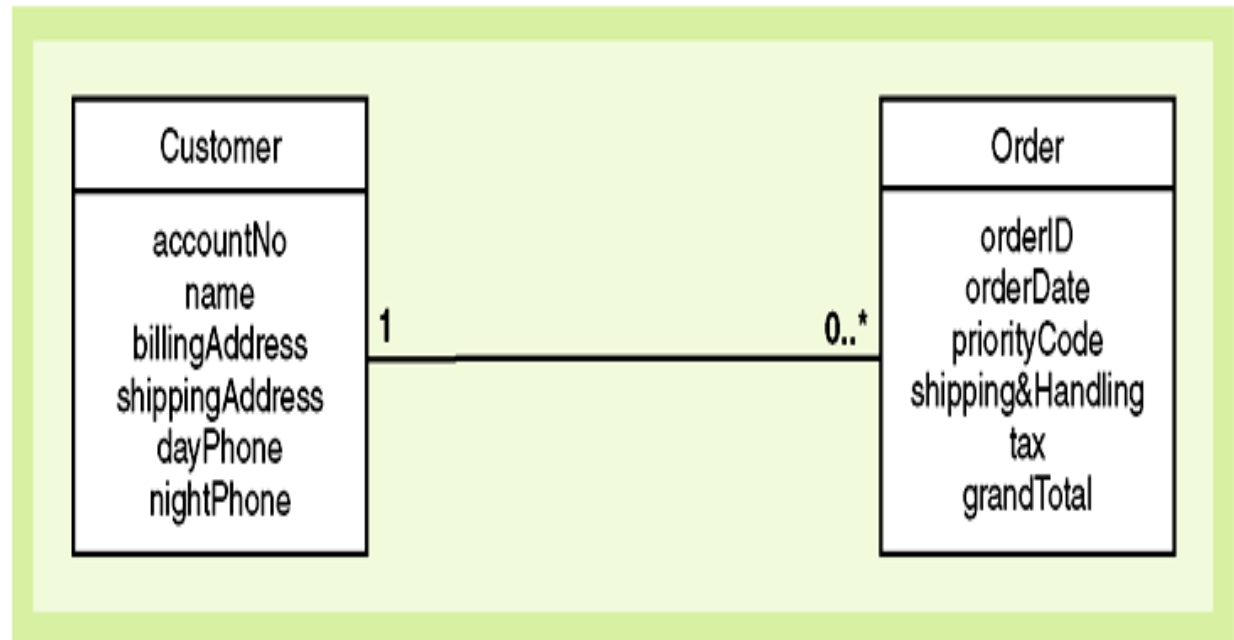 Customer
accountNo
name
billingAddress
shippingAddress
dayPhone
nightPhone
1
0..*
Order
orderID
orderDate
priorityCode
shipping&Handling
tax
grandTotal